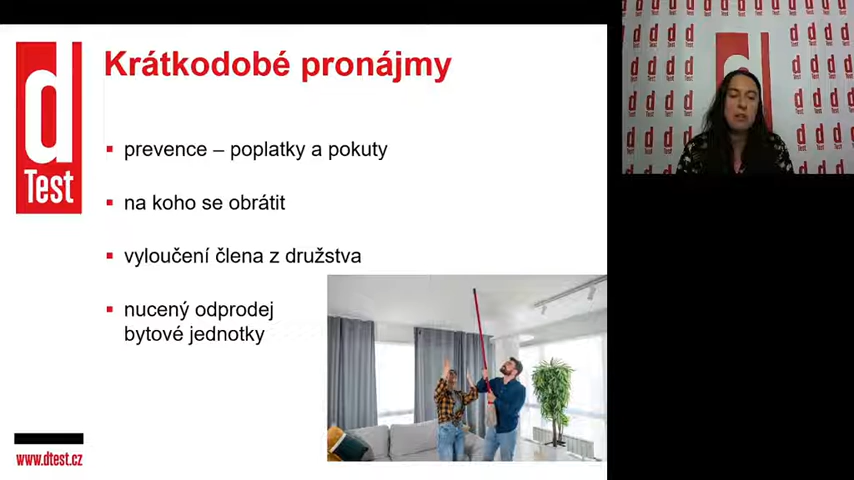 d
Test
Krátkodobé pronájmy
prevence – poplatky a pokuty
na koho se obrátit
vyloučení člena z družstva
nucený odprodej
bytové jednotky
www.dtest.cz